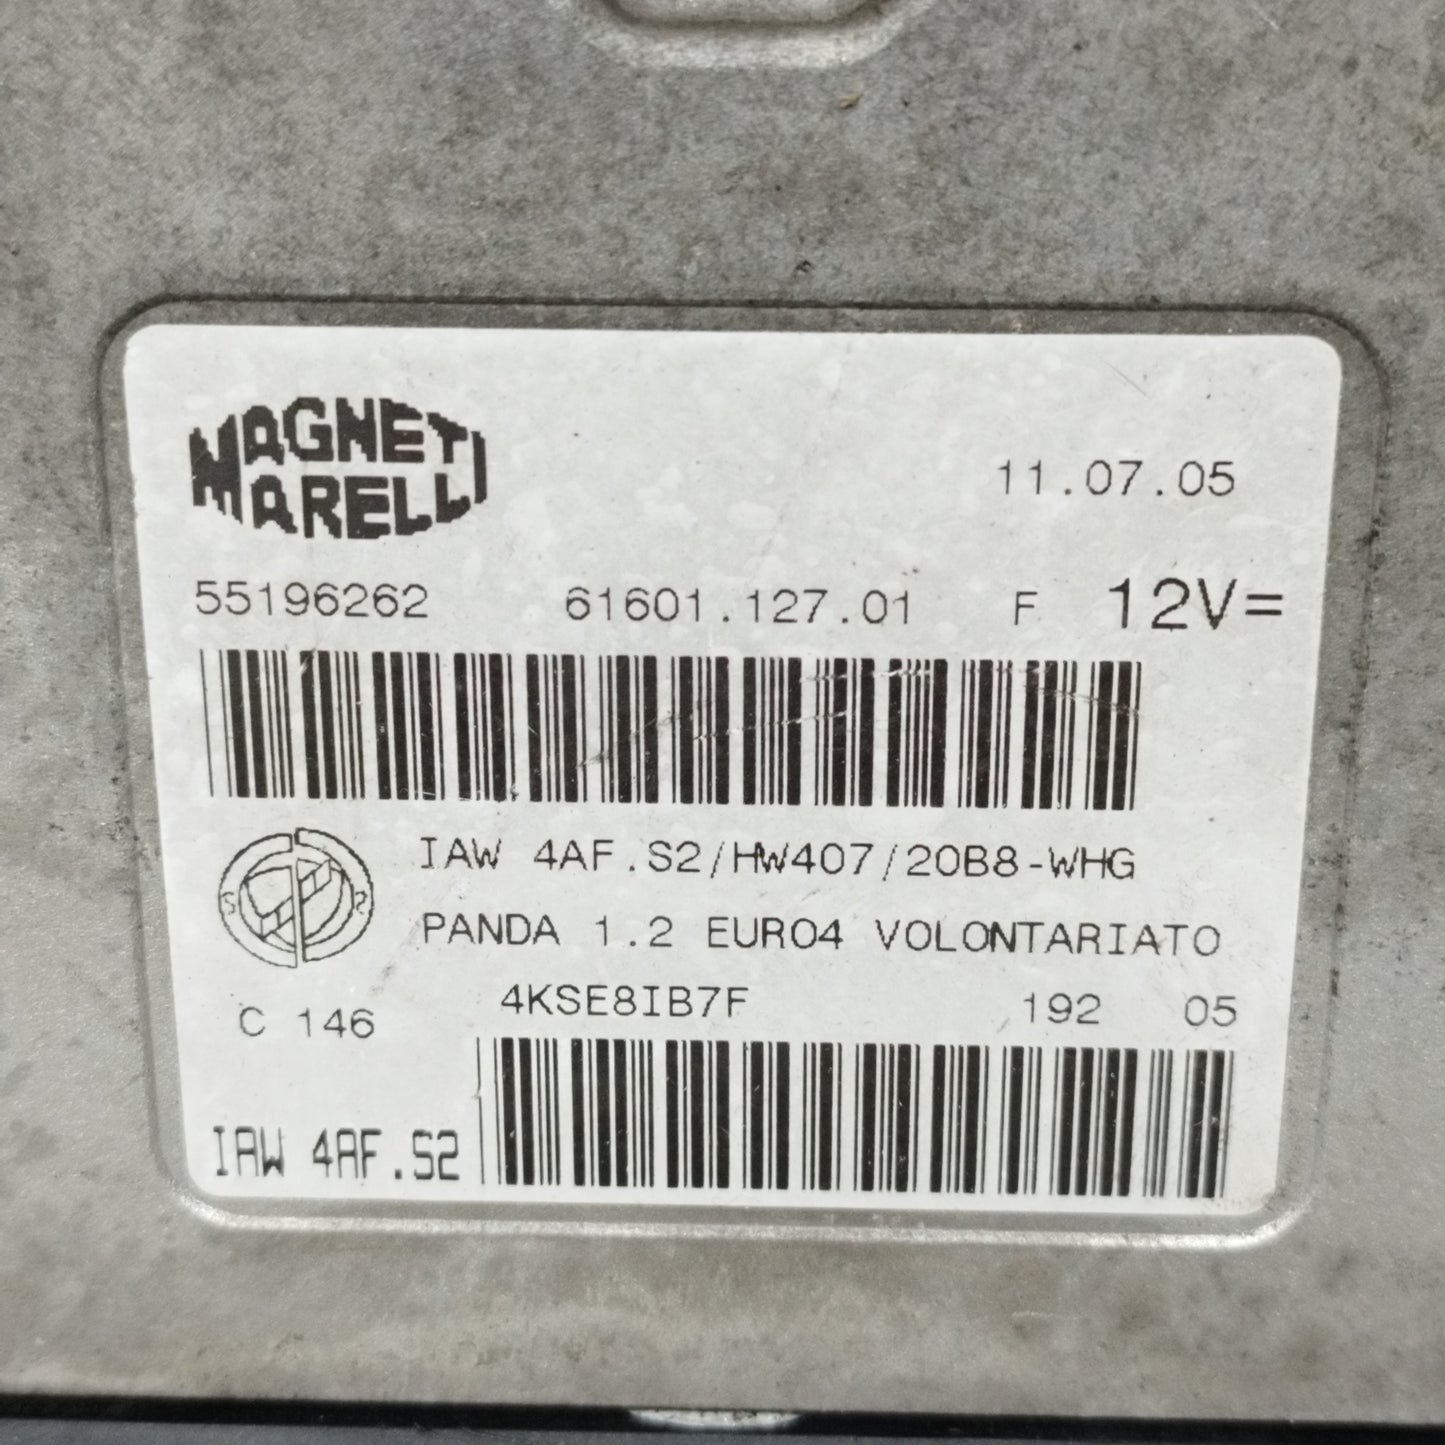 MAGNETI
MARELLI
11.07.05
55196262 61601.127.01 F 12V=
IAW 4AF.S2/HW407/20B8-WHG
PANDA 1.2 EURO4 VOLONTARIATO
4KSE8IB7F 192 05
C 146
IAW 4AF.S2